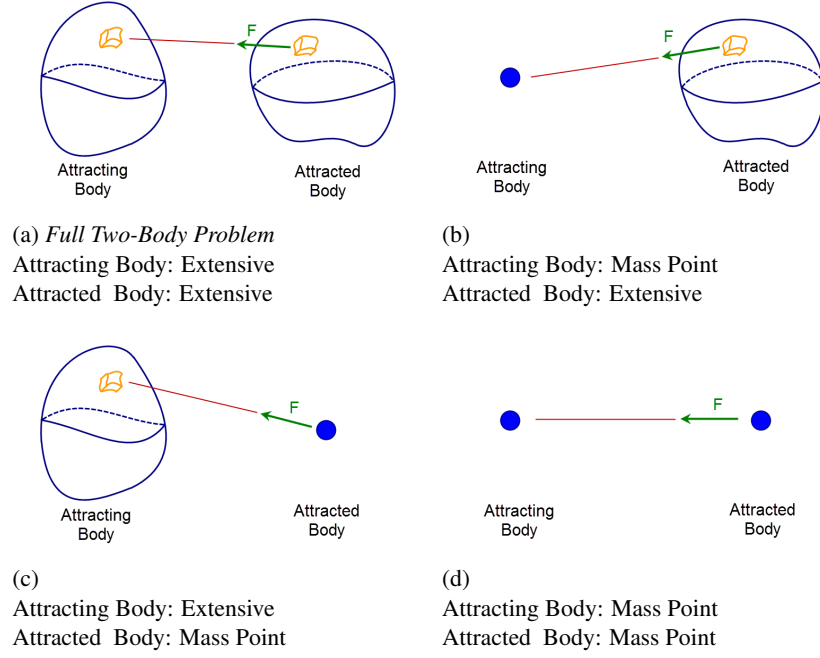 F
Attracting
Body
Attracted
Body
(a) Full Two-Body Problem
Attracting Body: Extensive
Attracted Body: Extensive
F
Attracting
Body
Attracted
Body
(b)
Attracting Body: Mass Point
Attracted Body: Extensive
F
Attracting
Body
Attracted
Body
(c)
Attracting Body: Extensive
Attracted Body: Mass Point
F
Attracting
Body
Attracted
Body
(d)
Attracting Body: Mass Point
Attracted Body: Mass Point